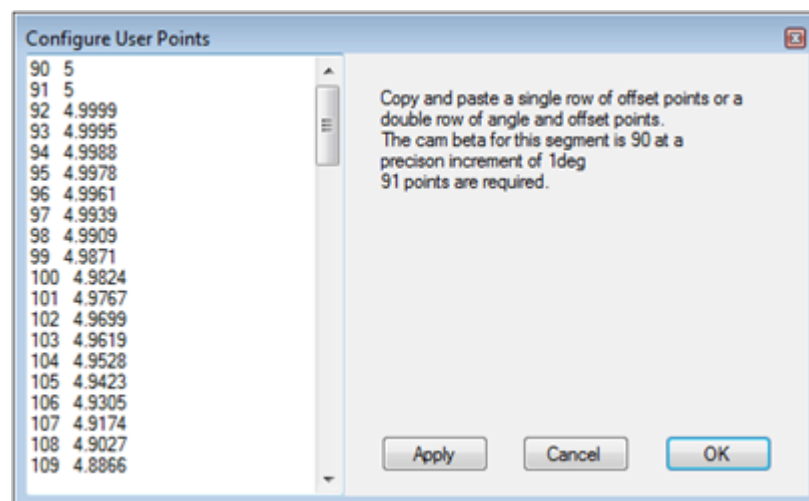 Configure User Points
90 5
91 5
92 4.9999
93 4.9995
94 4.9988
95 4.9978
96 4.9961
97 4.9939
98 4.9909
99 4.9871
100 4.9824
101 4.9767
102 4.9699
103 4.9619
104 4.9528
105 4.9423
106 4.9305
107 4.9174
108 4.9027
109 4.8866
Copy and paste a single row of offset points or a
double row of angle and offset points.
The cam beta for this segment is 90 at a
precison increment of 1deg
91 points are required.
Apply Cancel OK